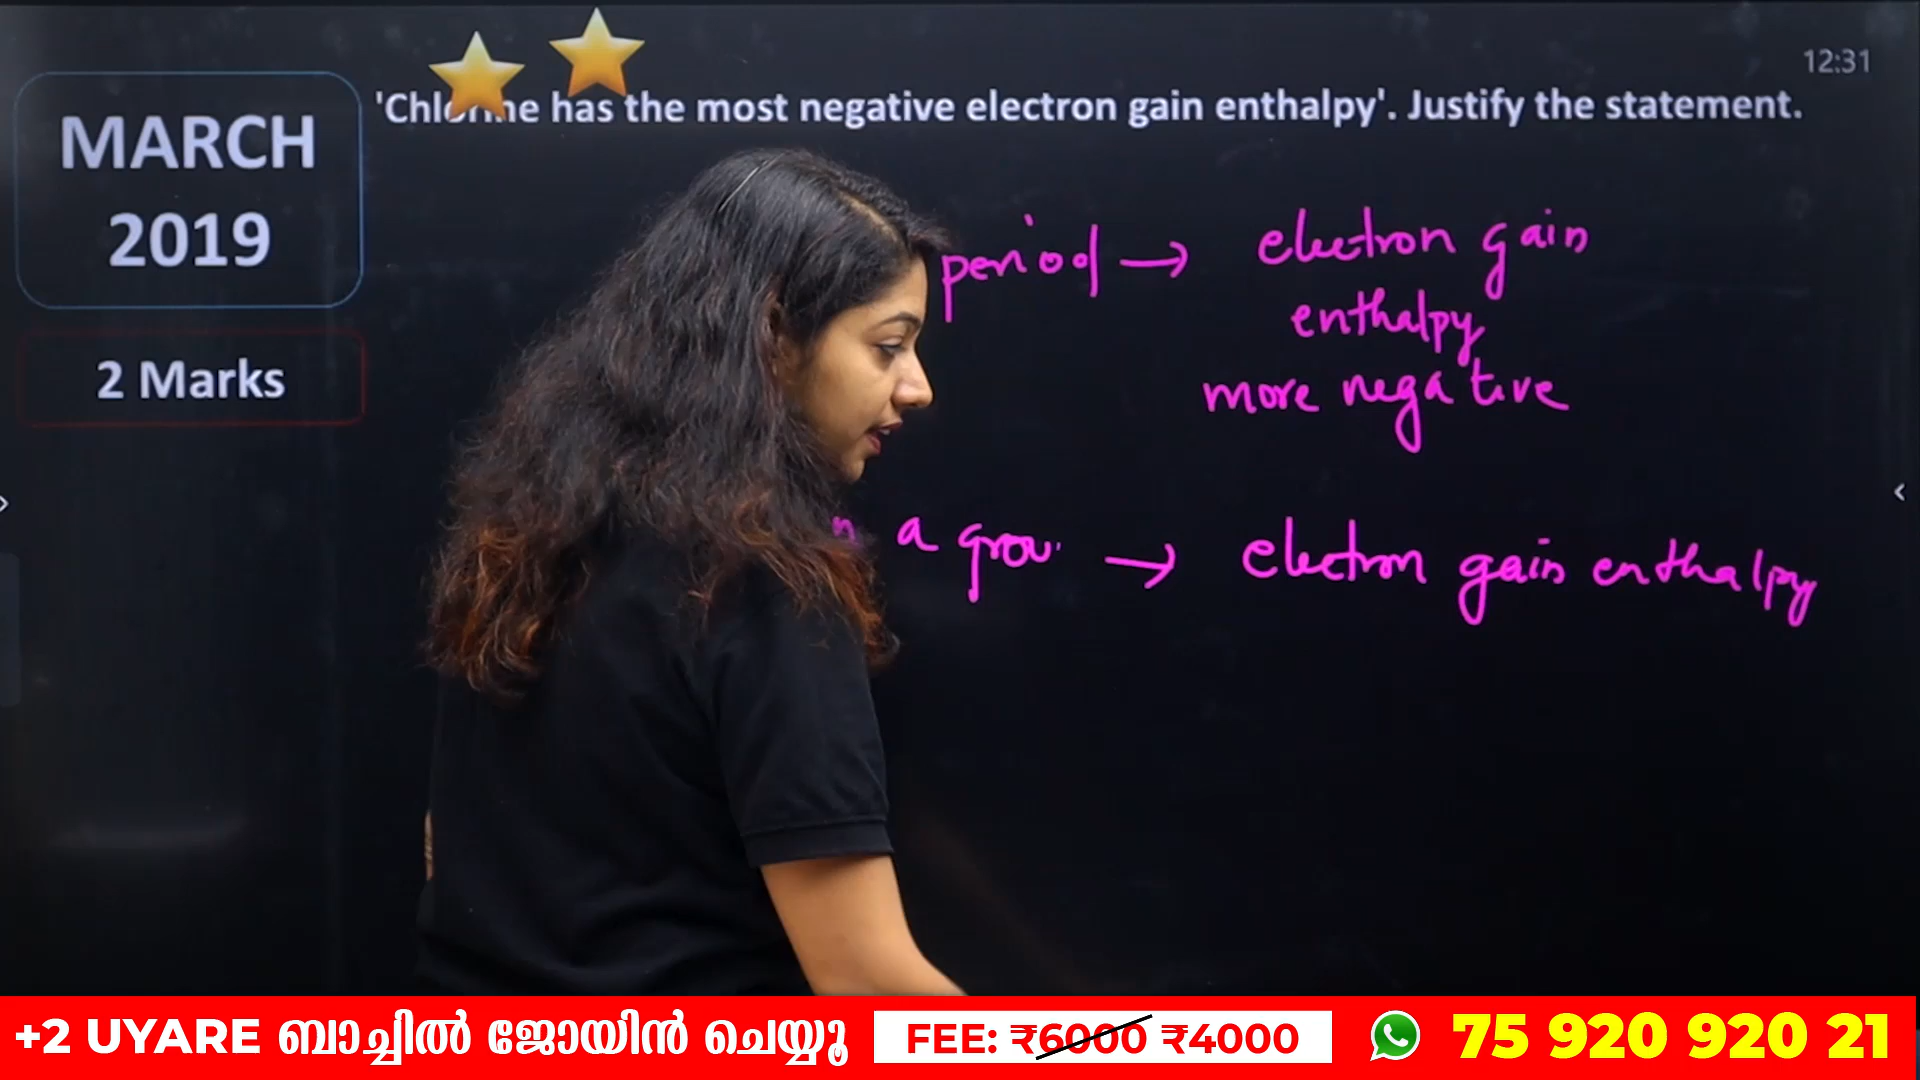 12:31
'Chlorine has the most negative electron gain enthalpy'. Justify the statement.
MARCH
2019
2 Marks
period → electron gain
enthalpy
more negative
a grou → electron gain enthalpy
+2 UYARE ബാച്ചിൽ ജോയിൻ ചെയ്യൂ
FEE: ₹6000 ₹4000
75 920 920 21